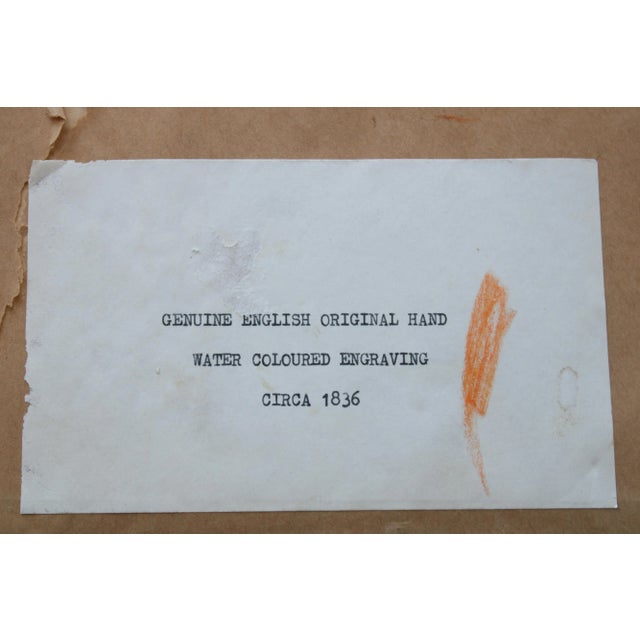 GENUINE ENGLISH ORIGINAL HAND
WATER COLOURED ENGRAVING
CIRCA 1836